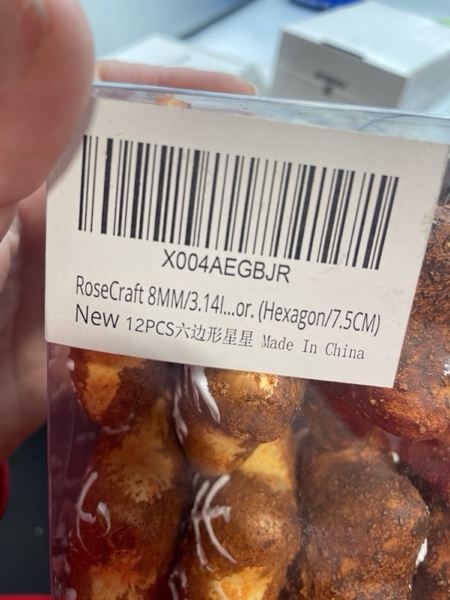 X004AEGBJR
RoseCraft 8MM/3.14I...or. (Hexagon/7.5CM)
New 12PCS六边形星星 Made In China